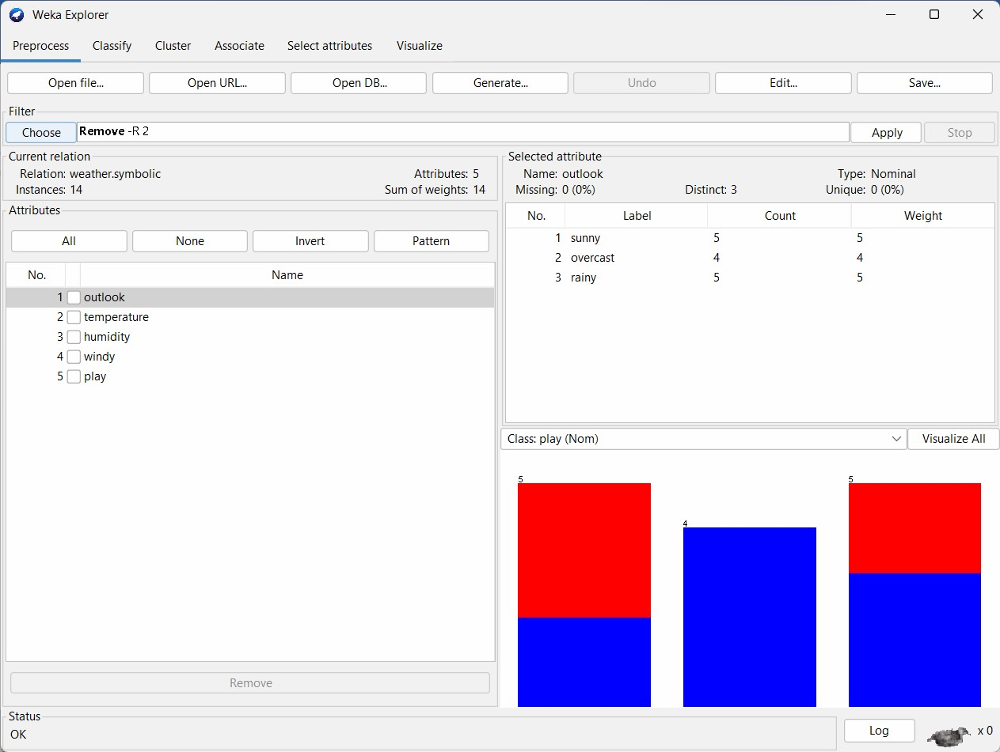 Weka Explorer
Preprocess Classify Cluster Associate Select attributes Visualize
Open file... Open URL... Open DB... Generate... Undo Edit... Save...
Filter
Choose Remove -R 2 Apply Stop
Current relation
Relation: weather.symbolic Attributes: 5
Instances: 14 Sum of weights: 14
Attributes
All None Invert Pattern
No. Name
1 outlook
2 temperature
3 humidity
4 windy
5 play
Remove
Selected attribute
Name: outlook Type: Nominal
Missing: 0 (0%) Distinct: 3 Unique: 0 (0%)
No. Label Count Weight
1 sunny 5 5
2 overcast 4 4
3 rainy 5 5
Class: play (Nom) Visualize All
5 4 5
Status
OK Log x 0